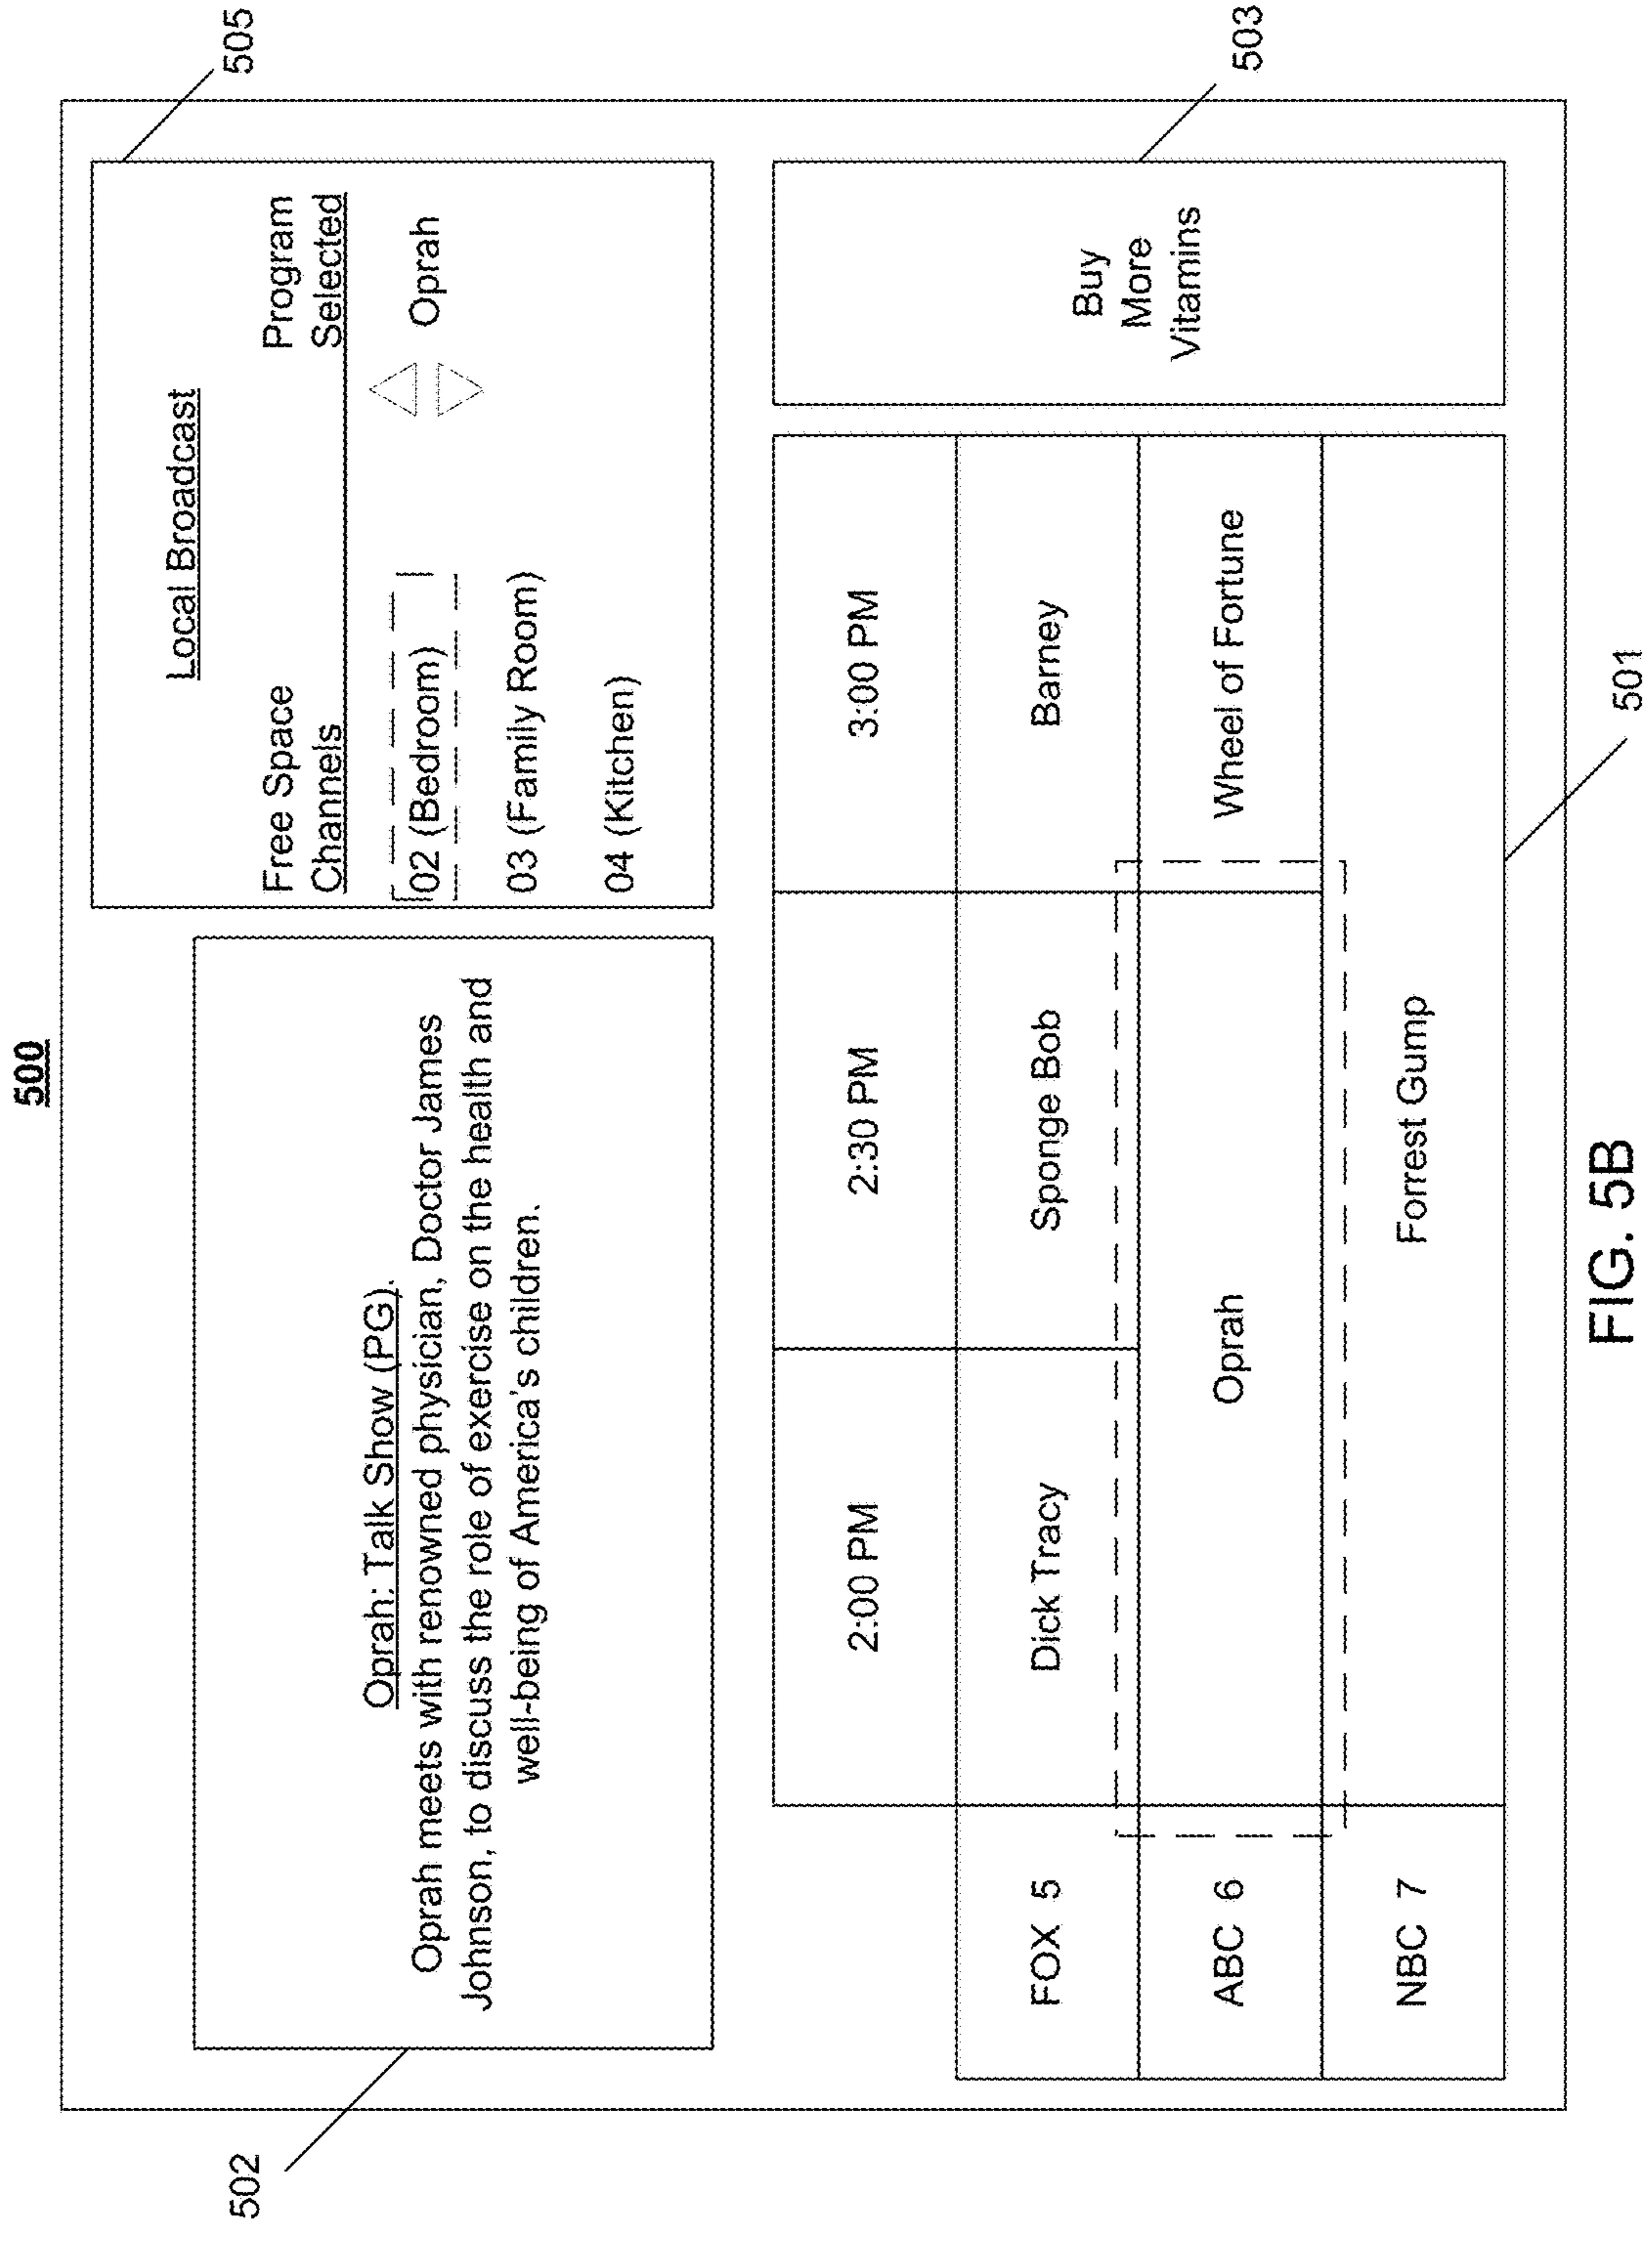 500
502
Oprah: Talk Show (PG).
Oprah meets with renowned physician, Doctor James
Johnson, to discuss the role of exercise on the health and
well-being of America's children.
505
Local Broadcast
Free Space
Channels
Program
Selected
02 (Bedroom)
Oprah
03 (Family Room)
04 (Kitchen)
2:00 PM
2:30 PM
3:00 PM
FOX 5
Dick Tracy
Sponge Bob
Barney
ABC 6
Oprah
Wheel of Fortune
NBC 7
Forrest Gump
503
Buy
More
Vitamins
501
FIG. 5B